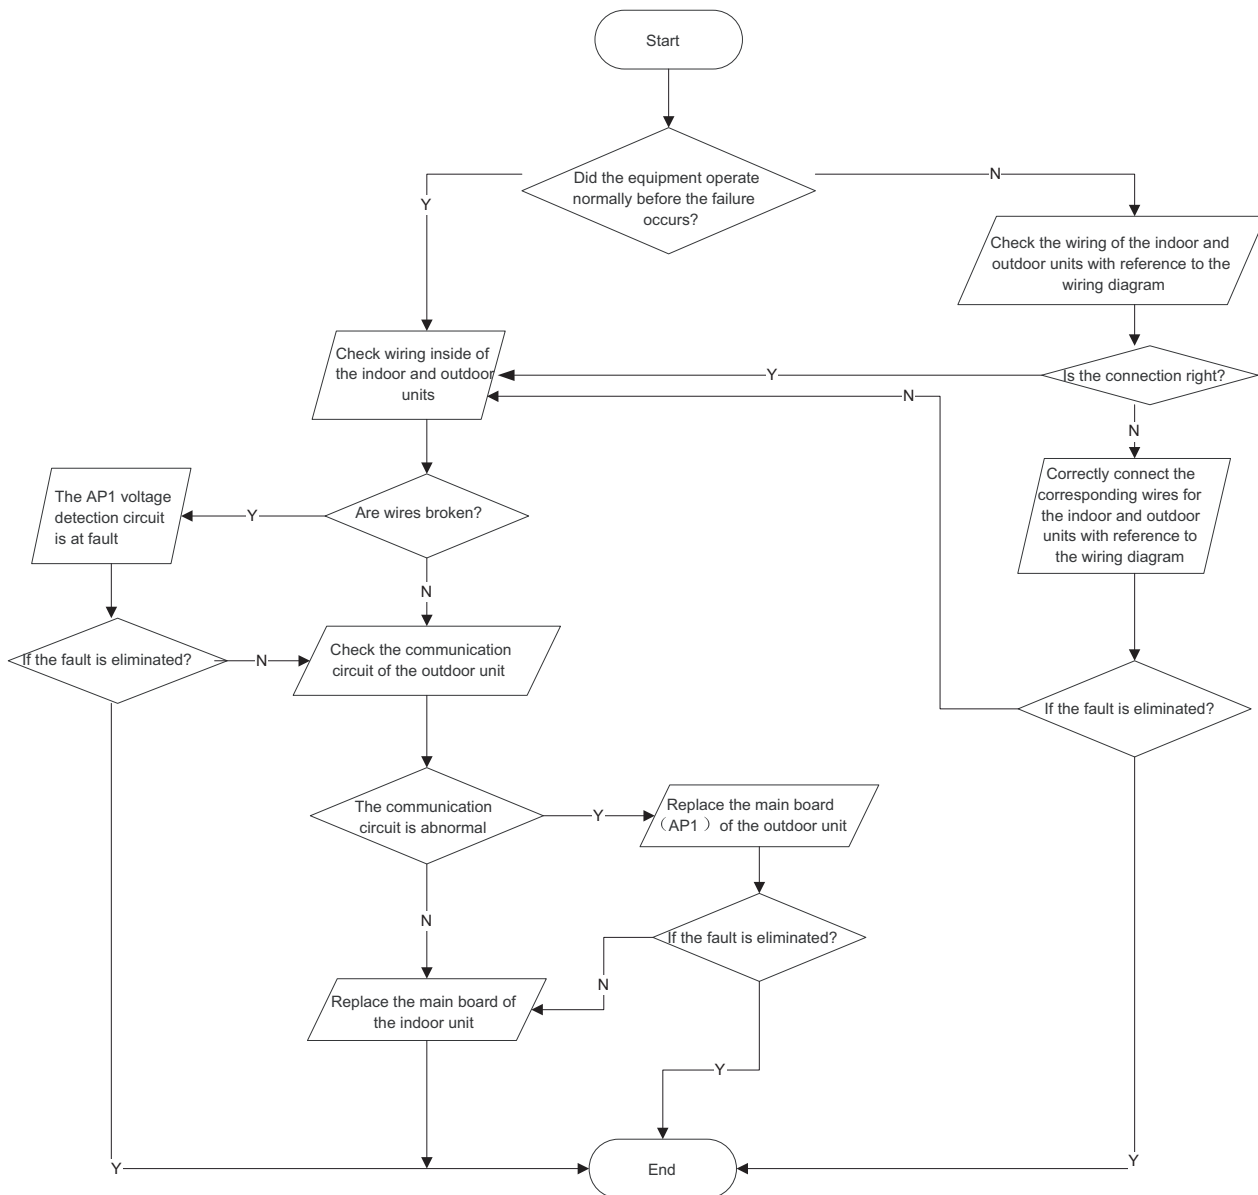 Start
Did the equipment operate
normally before the failure
occurs?
N
Y
Check the wiring of the indoor and
outdoor units with reference to the
wiring diagram
Check wiring inside of
the indoor and outdoor
units
Y
Is the connection right?
N
N
Correctly connect the
corresponding wires for
the indoor and outdoor
units with reference to
the wiring diagram
The AP1 voltage
detection circuit
is at fault
Y
Are wires broken?
N
If the fault is eliminated?
N
Check the communication
circuit of the outdoor unit
If the fault is eliminated?
The communication
circuit is abnormal
Y
Replace the main board
（AP1 ）of the outdoor unit
N
If the fault is eliminated?
N
Replace the main board of
the indoor unit
Y
Y
End
Y